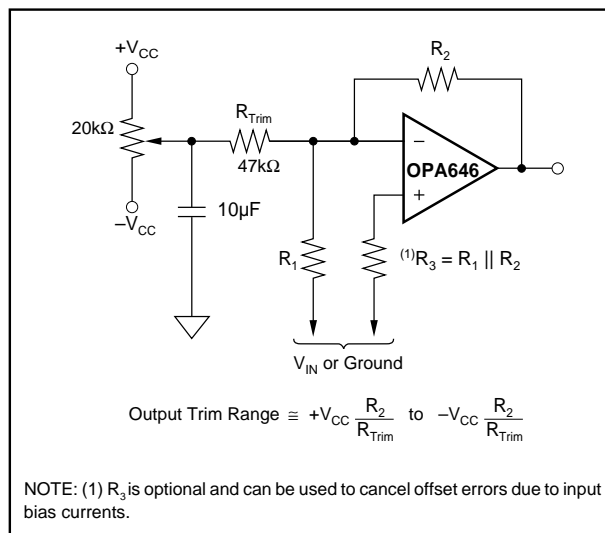 +V_CC
R_2
R_Trim
20kΩ
47kΩ
−
OPA646
+
10µF
−V_CC
R_1
(1)R_3 = R_1 || R_2
V_IN or Ground
Output Trim Range ≅ +V_CC R_2/R_Trim to −V_CC R_2/R_Trim
NOTE: (1) R_3 is optional and can be used to cancel offset errors due to input
bias currents.